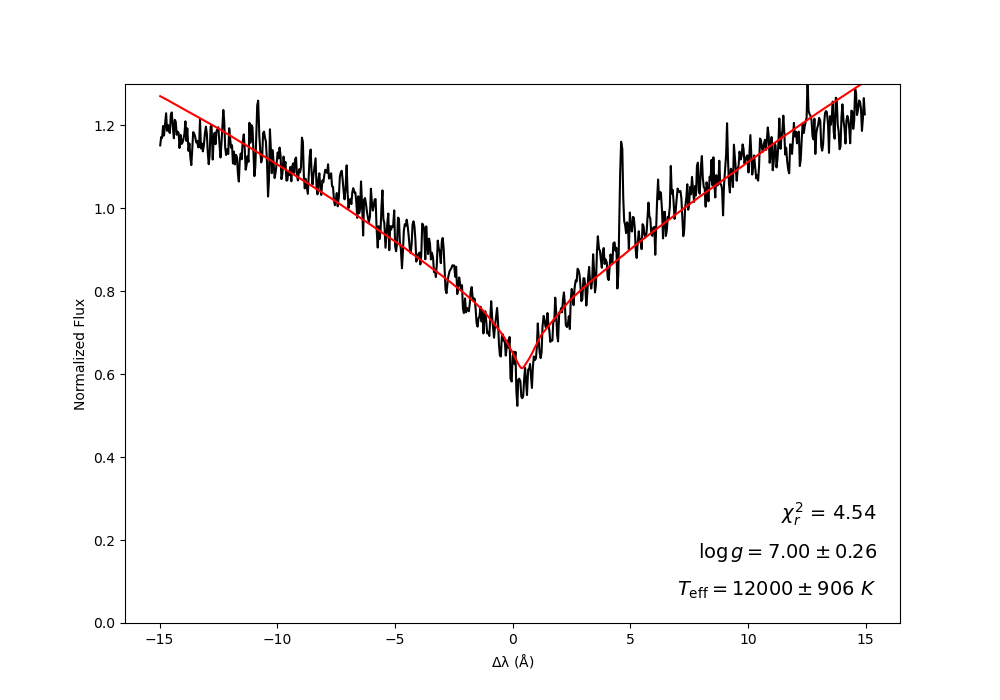 1.2
1.0
0.8
0.6
0.4
0.2
0.0
Normalized Flux
χ²ᵣ = 4.54
log g = 7.00 ± 0.26
T_eff = 12000 ± 906 K
−15 −10 −5 0 5 10 15
Δλ (Å)